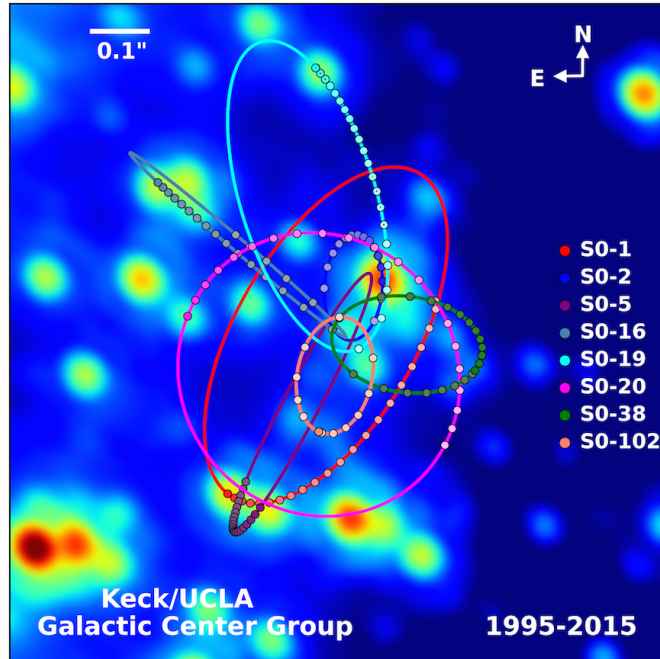 0.1"
N
E
S0-1
S0-2
S0-5
S0-16
S0-19
S0-20
S0-38
S0-102
Keck/UCLA
Galactic Center Group
1995-2015